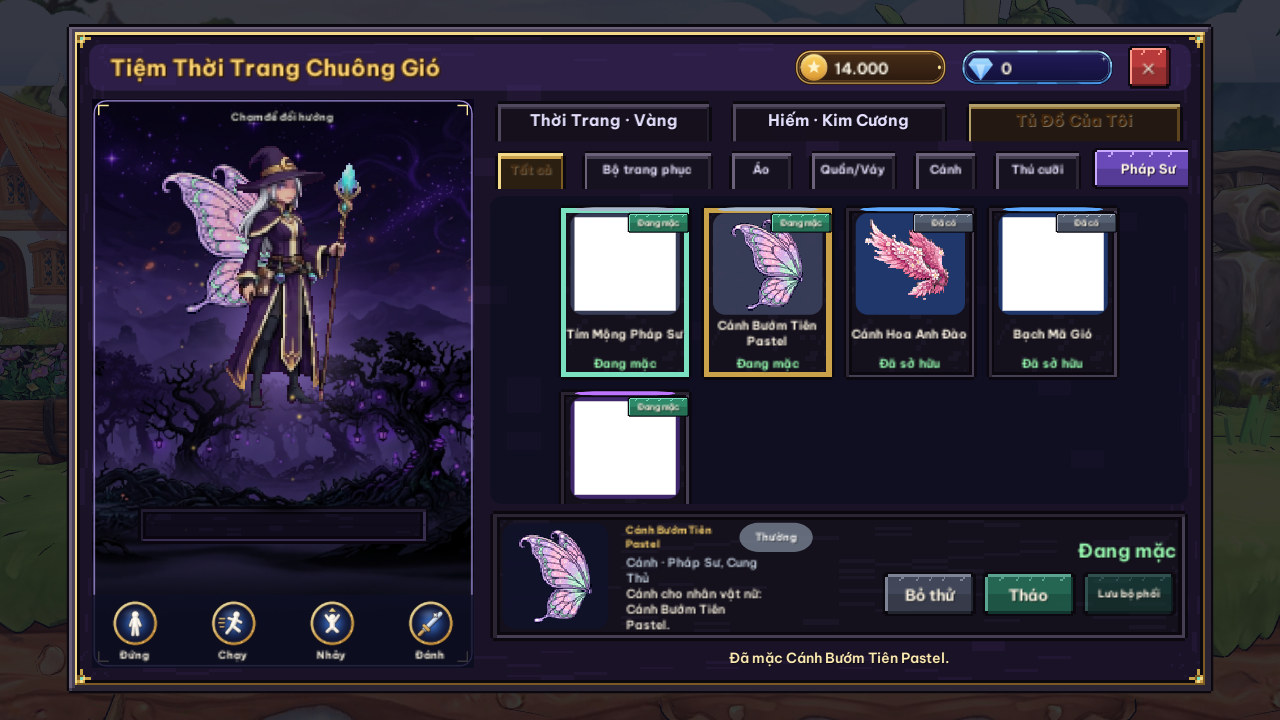 Tiệm Thời Trang Chuông Gió
14.000
0
×
Chạm để đổi hướng
Thời Trang · Vàng
Hiếm · Kim Cương
Tủ Đồ Của Tôi
Tất cả
Bộ trang phục
Áo
Quần/Váy
Cánh
Thú cưỡi
Pháp Sư
Đang mặc
Đang mặc
Đã có
Đã có
Tím Mộng Pháp Sư
Cánh Bướm Tiên
Pastel
Cánh Hoa Anh Đào
Bạch Mã Gió
Đang mặc
Đang mặc
Đã sở hữu
Đã sở hữu
Đang mặc
Cánh Bướm Tiên
Pastel
Thường
Cánh · Pháp Sư, Cung
Thủ
Cánh cho nhân vật nữ:
Cánh Bướm Tiên
Pastel.
Đang mặc
Bỏ thử
Tháo
Lưu bộ phối
Đứng
Chạy
Nhảy
Đánh
Đã mặc Cánh Bướm Tiên Pastel.